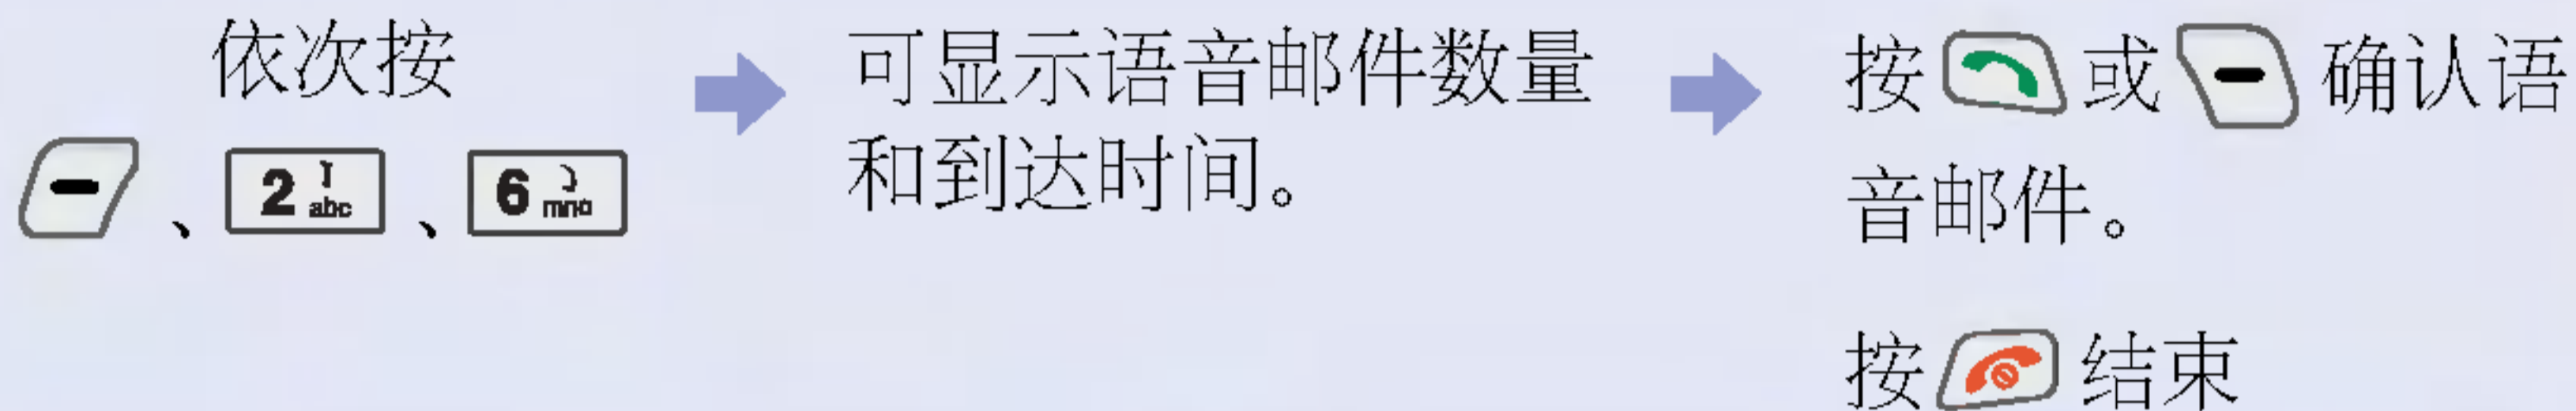 依次按
、2 abc、6 mno
可显示语音邮件数量
和到达时间。
按 或 确认语
音邮件。
按 结束